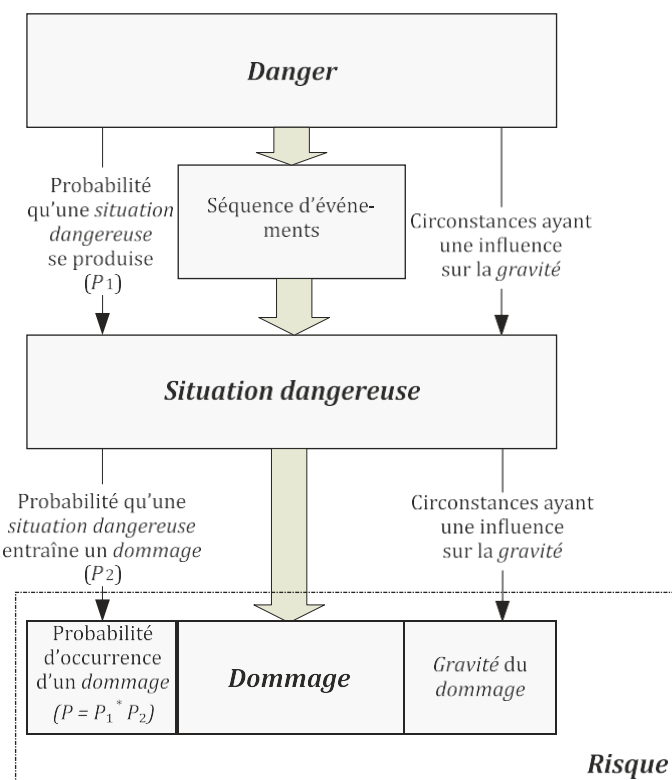 Danger
Probabilité
qu’une situation
dangereuse
se produise
(P1)
Séquence d’événe-
ments
Circonstances ayant
une influence
sur la gravité
Situation dangereuse
Probabilité qu’une
situation dangereuse
entraîne un dommage
(P2)
Circonstances ayant
une influence
sur la gravité
Probabilité
d’occurrence
d’un dommage
(P = P1 * P2)
Dommage
Gravité du
dommage
Risque